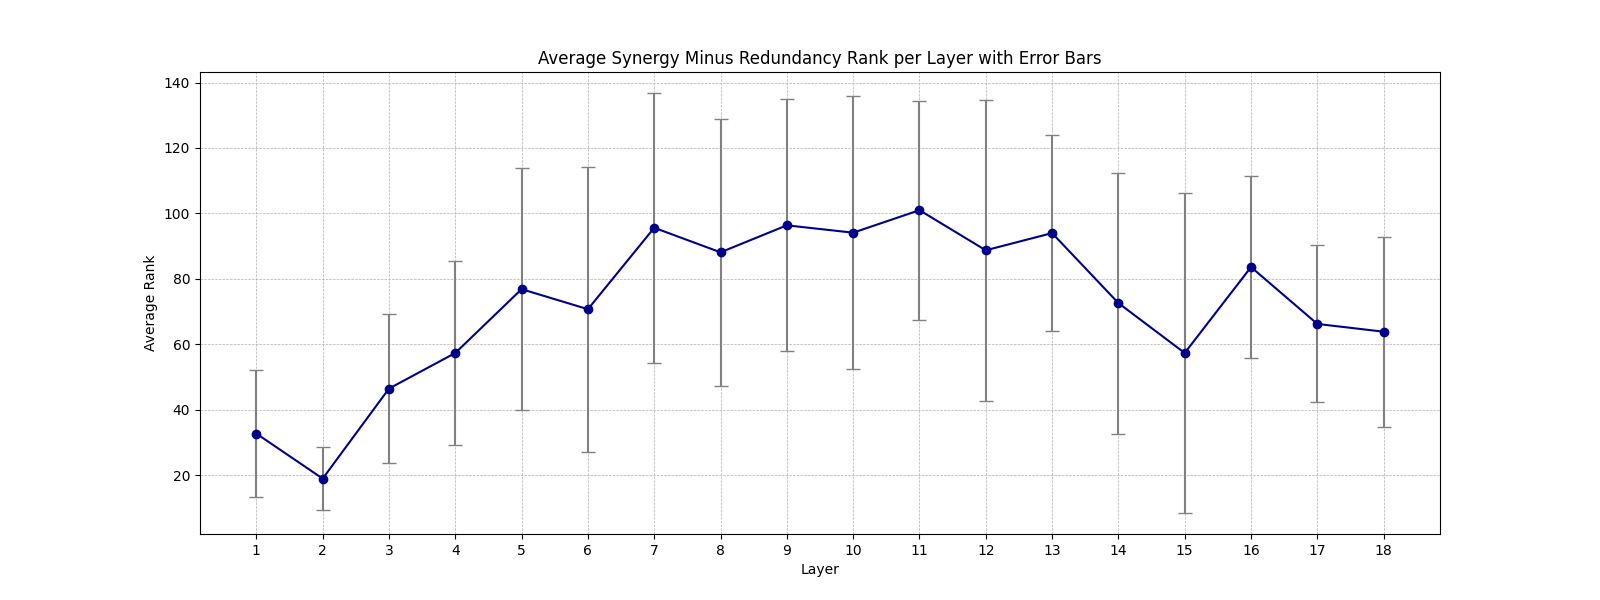 Average Synergy Minus Redundancy Rank per Layer with Error Bars
140
120
100
80
60
40
20
Average Rank
1 2 3 4 5 6 7 8 9 10 11 12 13 14 15 16 17 18
Layer